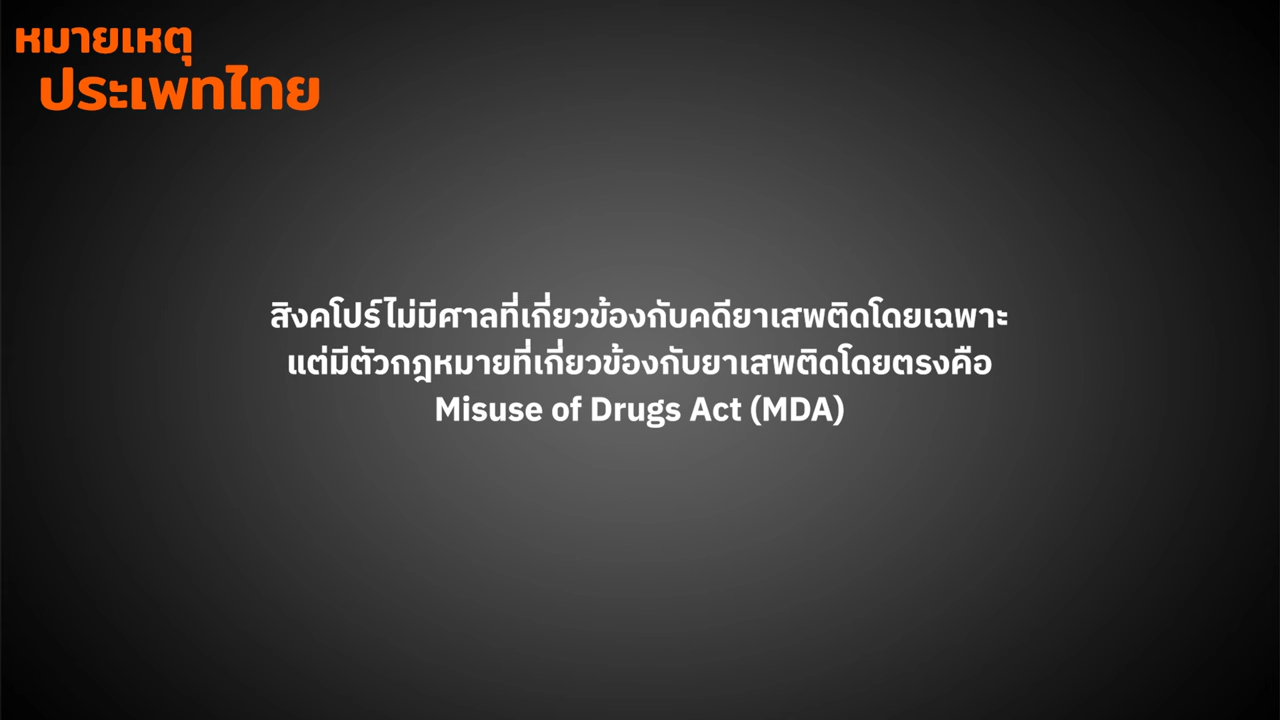 หมายเหตุ
ประเพทไทย
สิงคโปร์ไม่มีศาลที่เกี่ยวข้องกับคดียาเสพติดโดยเฉพาะ
แต่มีตัวกฎหมายที่เกี่ยวข้องกับยาเสพติดโดยตรงคือ
Misuse of Drugs Act (MDA)